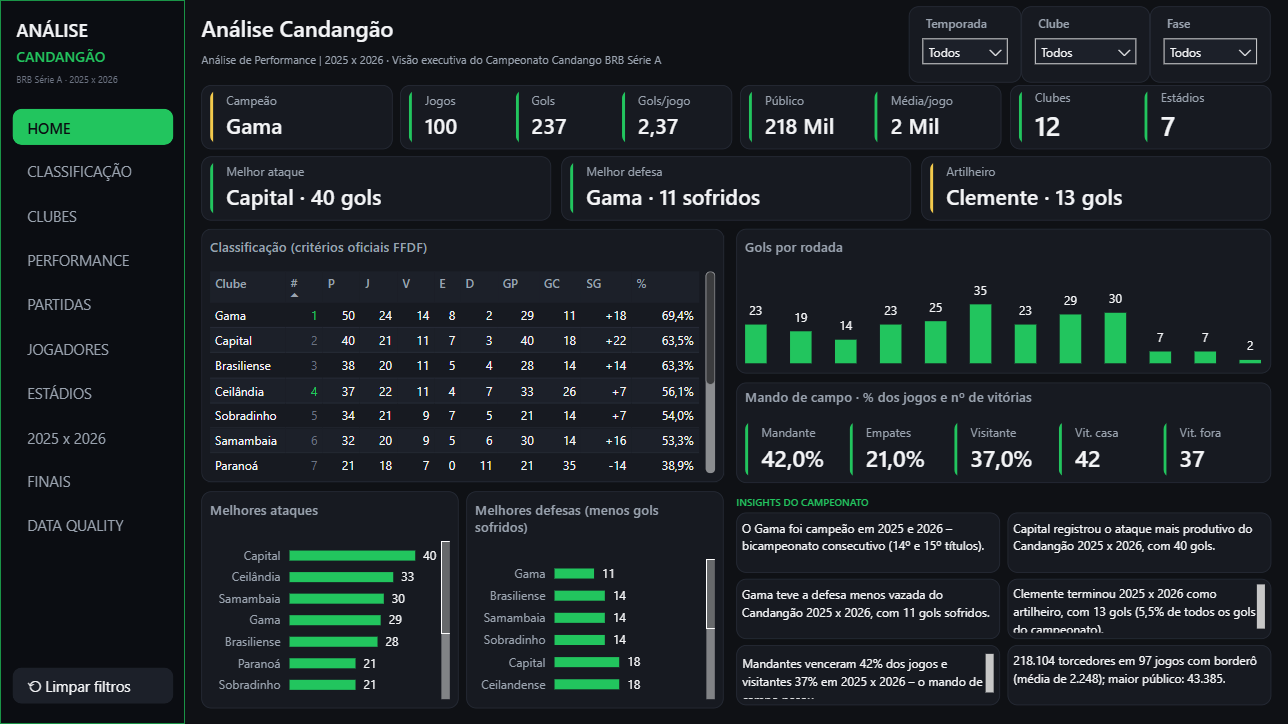 ANÁLISE
CANDANGÃO
BRB Série A · 2025 x 2026
HOME
CLASSIFICAÇÃO
CLUBES
PERFORMANCE
PARTIDAS
JOGADORES
ESTÁDIOS
2025 x 2026
FINAIS
DATA QUALITY
Limpar filtros
Análise Candangão
Análise de Performance | 2025 x 2026 · Visão executiva do Campeonato Candango BRB Série A
Temporada
Todos
Clube
Todos
Fase
Todos
Campeão
Gama
Jogos
100
Gols
237
Gols/jogo
2,37
Público
218 Mil
Média/jogo
2 Mil
Clubes
12
Estádios
7
Melhor ataque
Capital · 40 gols
Melhor defesa
Gama · 11 sofridos
Artilheiro
Clemente · 13 gols
Classificação (critérios oficiais FFDF)
Clube # P J V E D GP GC SG %
Gama 1 50 24 14 8 2 29 11 +18 69,4%
Capital 2 40 21 11 7 3 40 18 +22 63,5%
Brasiliense 3 38 20 11 5 4 28 14 +14 63,3%
Ceilândia 4 37 22 11 4 7 33 26 +7 56,1%
Sobradinho 5 34 21 9 7 5 21 14 +7 54,0%
Samambaia 6 32 20 9 5 6 30 14 +16 53,3%
Paranoá 7 21 18 7 0 11 21 35 -14 38,9%
Gols por rodada
23 19 14 23 25 35 23 29 30 7 7 2
Mando de campo · % dos jogos e nº de vitórias
Mandante
42,0%
Empates
21,0%
Visitante
37,0%
Vit. casa
42
Vit. fora
37
Melhores ataques
Capital 40
Ceilândia 33
Samambaia 30
Gama 29
Brasiliense 28
Paranoá 21
Sobradinho 21
Melhores defesas (menos gols
sofridos)
Gama 11
Brasiliense 14
Samambaia 14
Sobradinho 14
Capital 18
Ceilandense 18
INSIGHTS DO CAMPEONATO
O Gama foi campeão em 2025 e 2026 –
bicampeonato consecutivo (14º e 15º títulos).
Capital registrou o ataque mais produtivo do
Candangão 2025 x 2026, com 40 gols.
Gama teve a defesa menos vazada do
Candangão 2025 x 2026, com 11 gols sofridos.
Clemente terminou 2025 x 2026 como
artilheiro, com 13 gols (5,5% de todos os gols
do campeonato).
Mandantes venceram 42% dos jogos e
visitantes 37% em 2025 x 2026 – o mando de
218.104 torcedores em 97 jogos com borderô
(média de 2.248); maior público: 43.385.